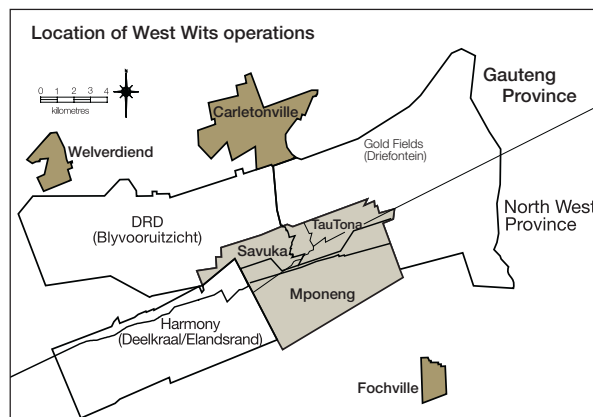 Location of West Wits operations
0 1 2 3 4
kilometres
Gauteng
Province
Carletonville
Gold Fields
(Driefontein)
Welverdiend
North West
Province
DRD
(Blyvooruitzicht)
TauTona
Savuka
Mponeng
Harmony
(Deelkraal/Elandsrand)
Fochville